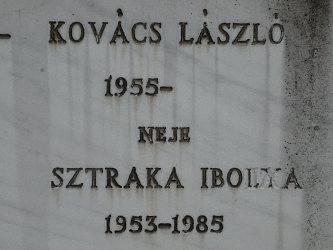 KOVÁCS LÁSZLÓ
1955-
NEJE
SZTRAKA IBOLYA
1953-1985